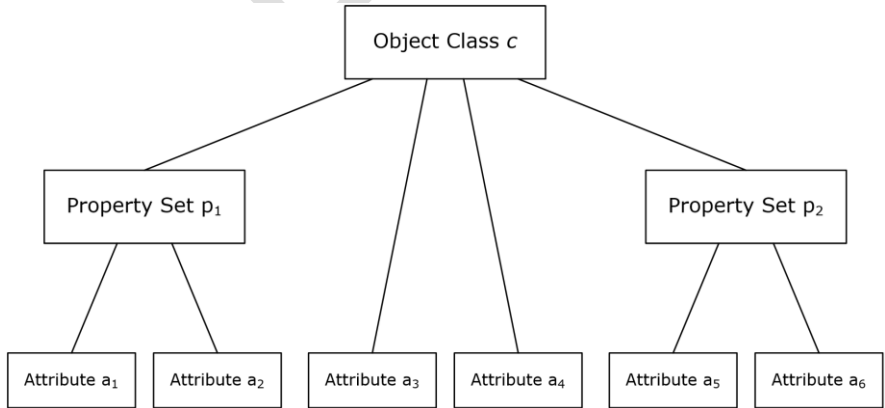 Object Class c
Property Set p₁
Property Set p₂
Attribute a₁
Attribute a₂
Attribute a₃
Attribute a₄
Attribute a₅
Attribute a₆